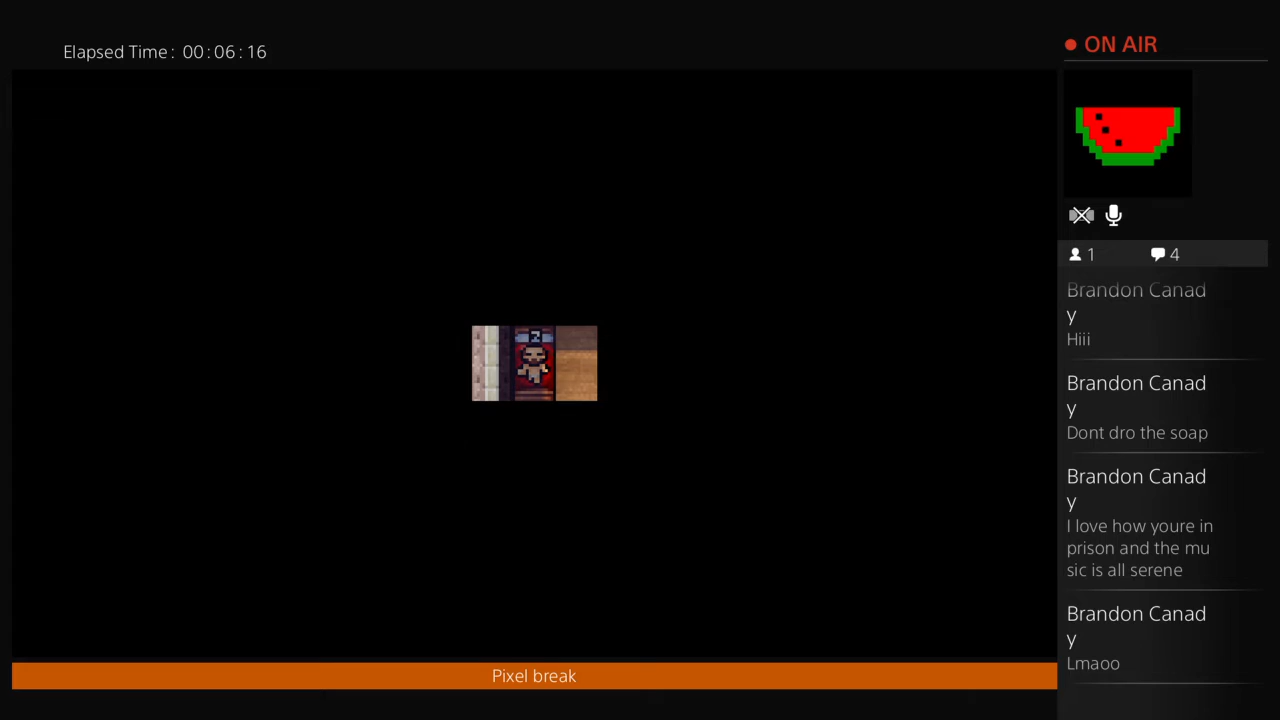 Elapsed Time: 00:06:16
ON AIR
1 4
Brandon Canad
y
Hiii
Brandon Canad
y
Dont dro the soap
Brandon Canad
y
I love how youre in
prison and the mu
sic is all serene
Brandon Canad
y
Lmaoo
Pixel break